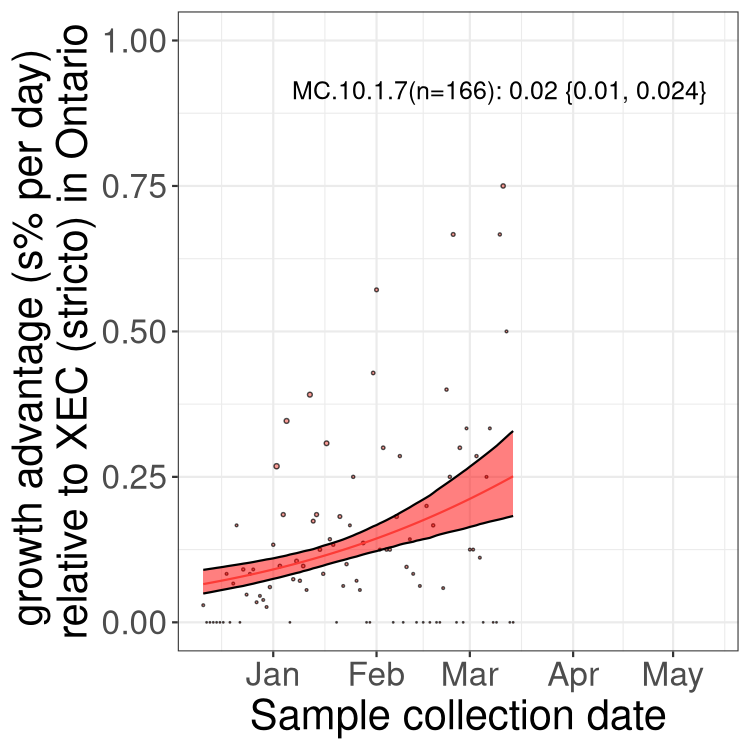 growth advantage (s% per day)
relative to XEC (stricto) in Ontario
1.00
0.75
0.50
0.25
0.00
MC.10.1.7(n=166): 0.02 {0.01, 0.024}
Jan Feb Mar Apr May
Sample collection date